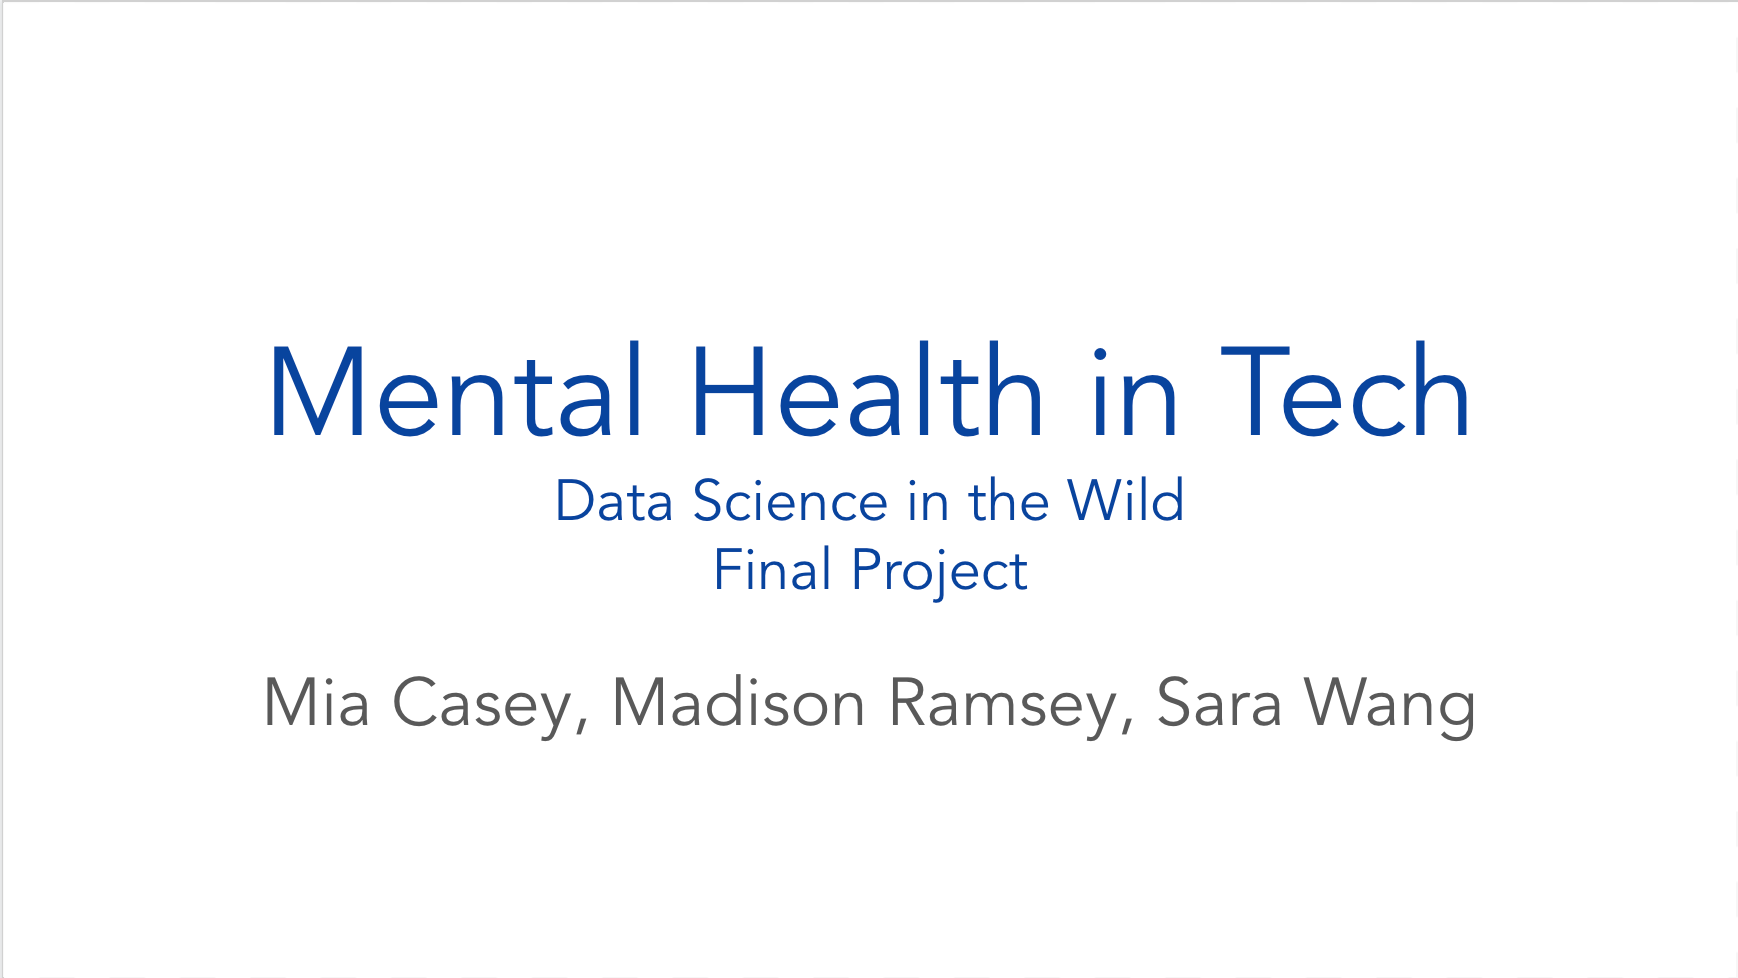 Mental Health in Tech
Data Science in the Wild
Final Project
Mia Casey, Madison Ramsey, Sara Wang